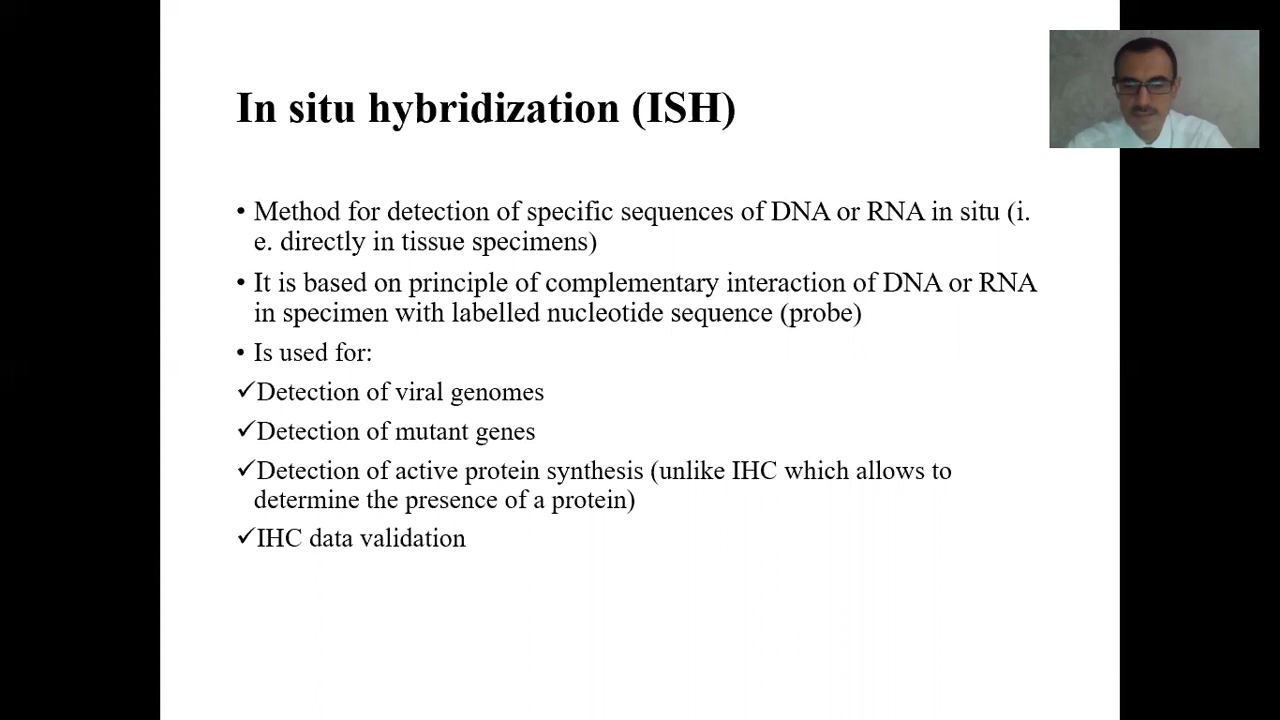 In situ hybridization (ISH)
• Method for detection of specific sequences of DNA or RNA in situ (i.
e. directly in tissue specimens)
• It is based on principle of complementary interaction of DNA or RNA
in specimen with labelled nucleotide sequence (probe)
• Is used for:
✓Detection of viral genomes
✓Detection of mutant genes
✓Detection of active protein synthesis (unlike IHC which allows to
determine the presence of a protein)
✓IHC data validation